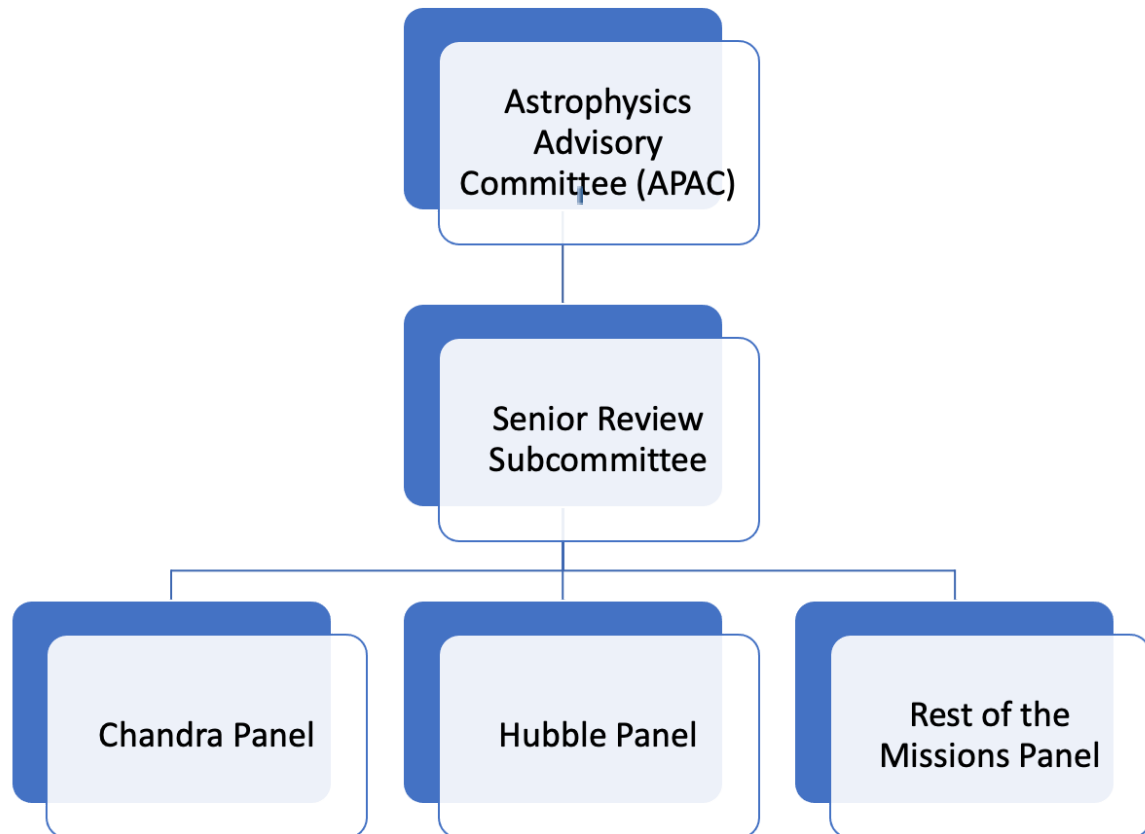 Astrophysics
Advisory
Committee (APAC)
Senior Review
Subcommittee
Chandra Panel
Hubble Panel
Rest of the
Missions Panel